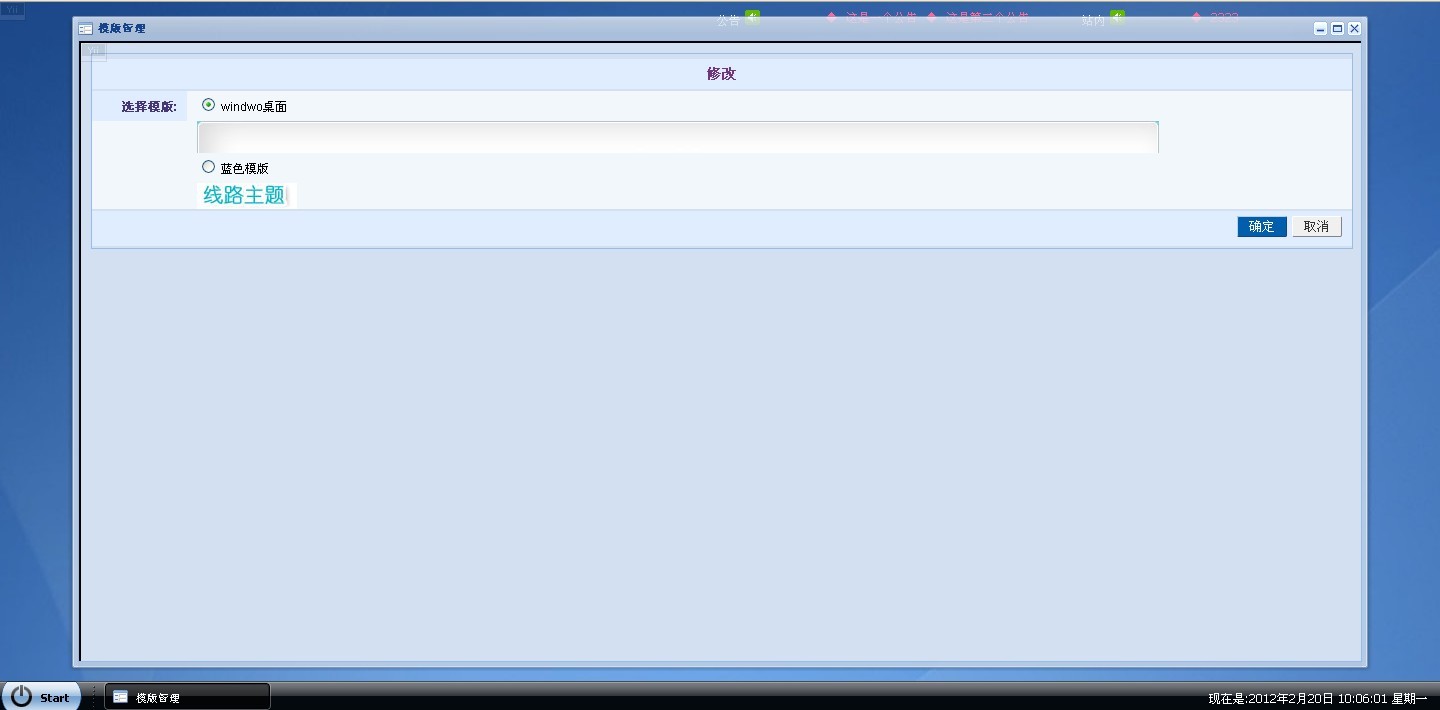 Yii
公告 这是一个公告 这是第二个公告 站内
模版管理
Yii
修改
选择模版: windwo桌面
蓝色模版
线路主题
确定 取消
Start 模版管理 现在是:2012年2月20日 10:06:01 星期一